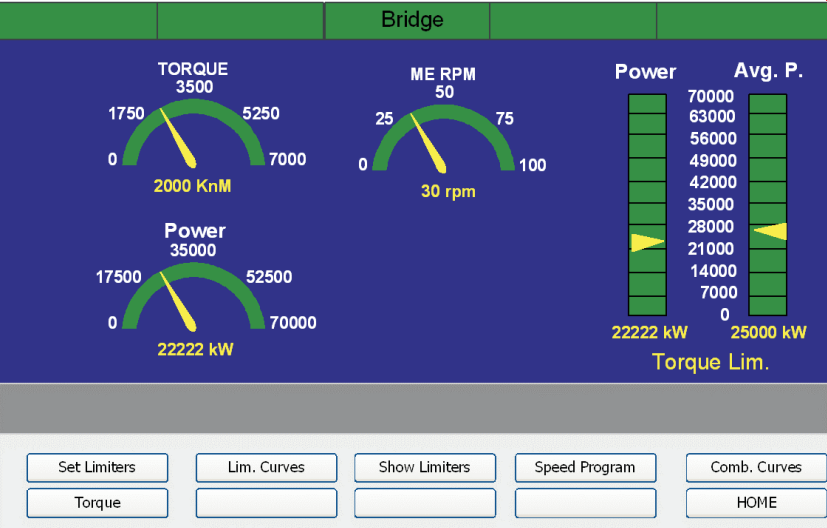 Bridge
TORQUE
3500
1750
5250
0
7000
2000 KnM
ME RPM
50
25
75
0
100
30 rpm
Power
35000
17500
52500
0
70000
22222 kW
Power
Avg. P.
70000
63000
56000
49000
42000
35000
28000
21000
14000
7000
0
22222 kW
25000 kW
Torque Lim.
Set Limiters
Lim. Curves
Show Limiters
Speed Program
Comb. Curves
Torque
HOME